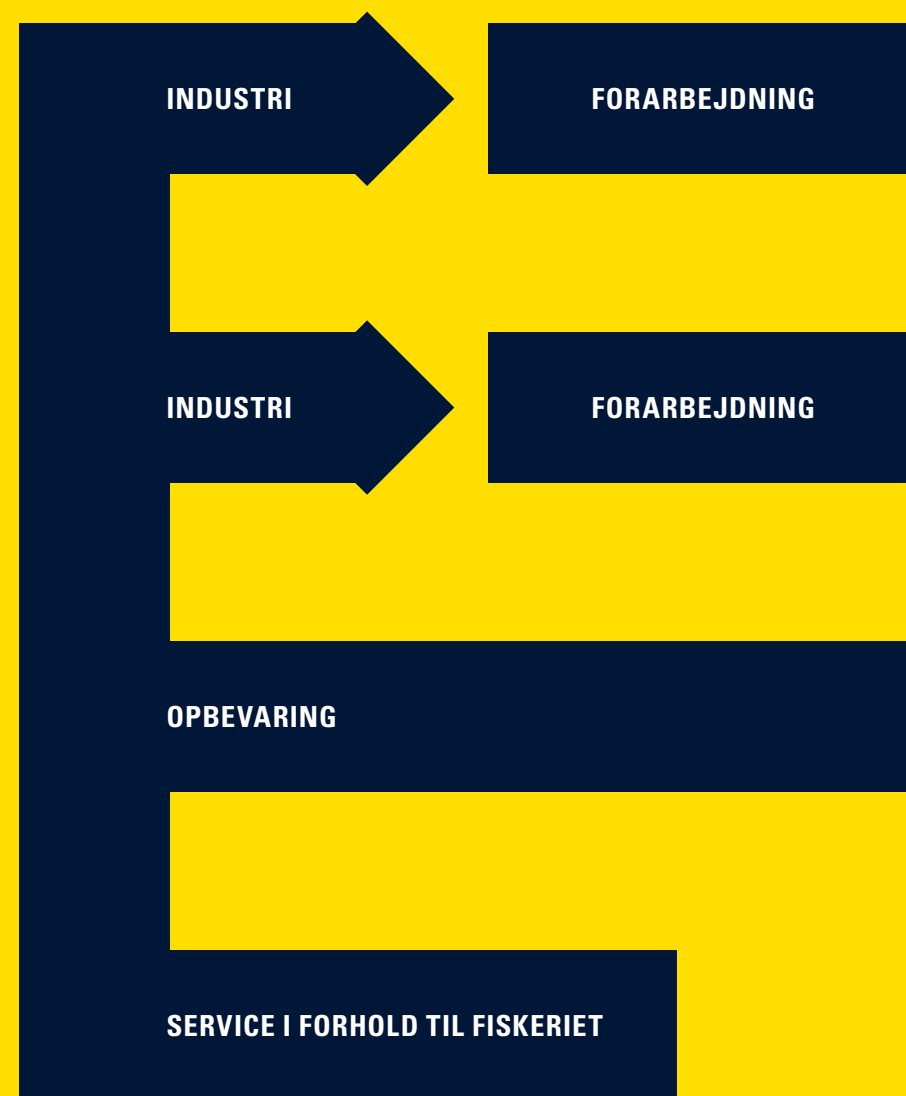 INDUSTRI
FORARBEJDNING
INDUSTRI
FORARBEJDNING
OPBEVARING
SERVICE I FORHOLD TIL FISKERIET